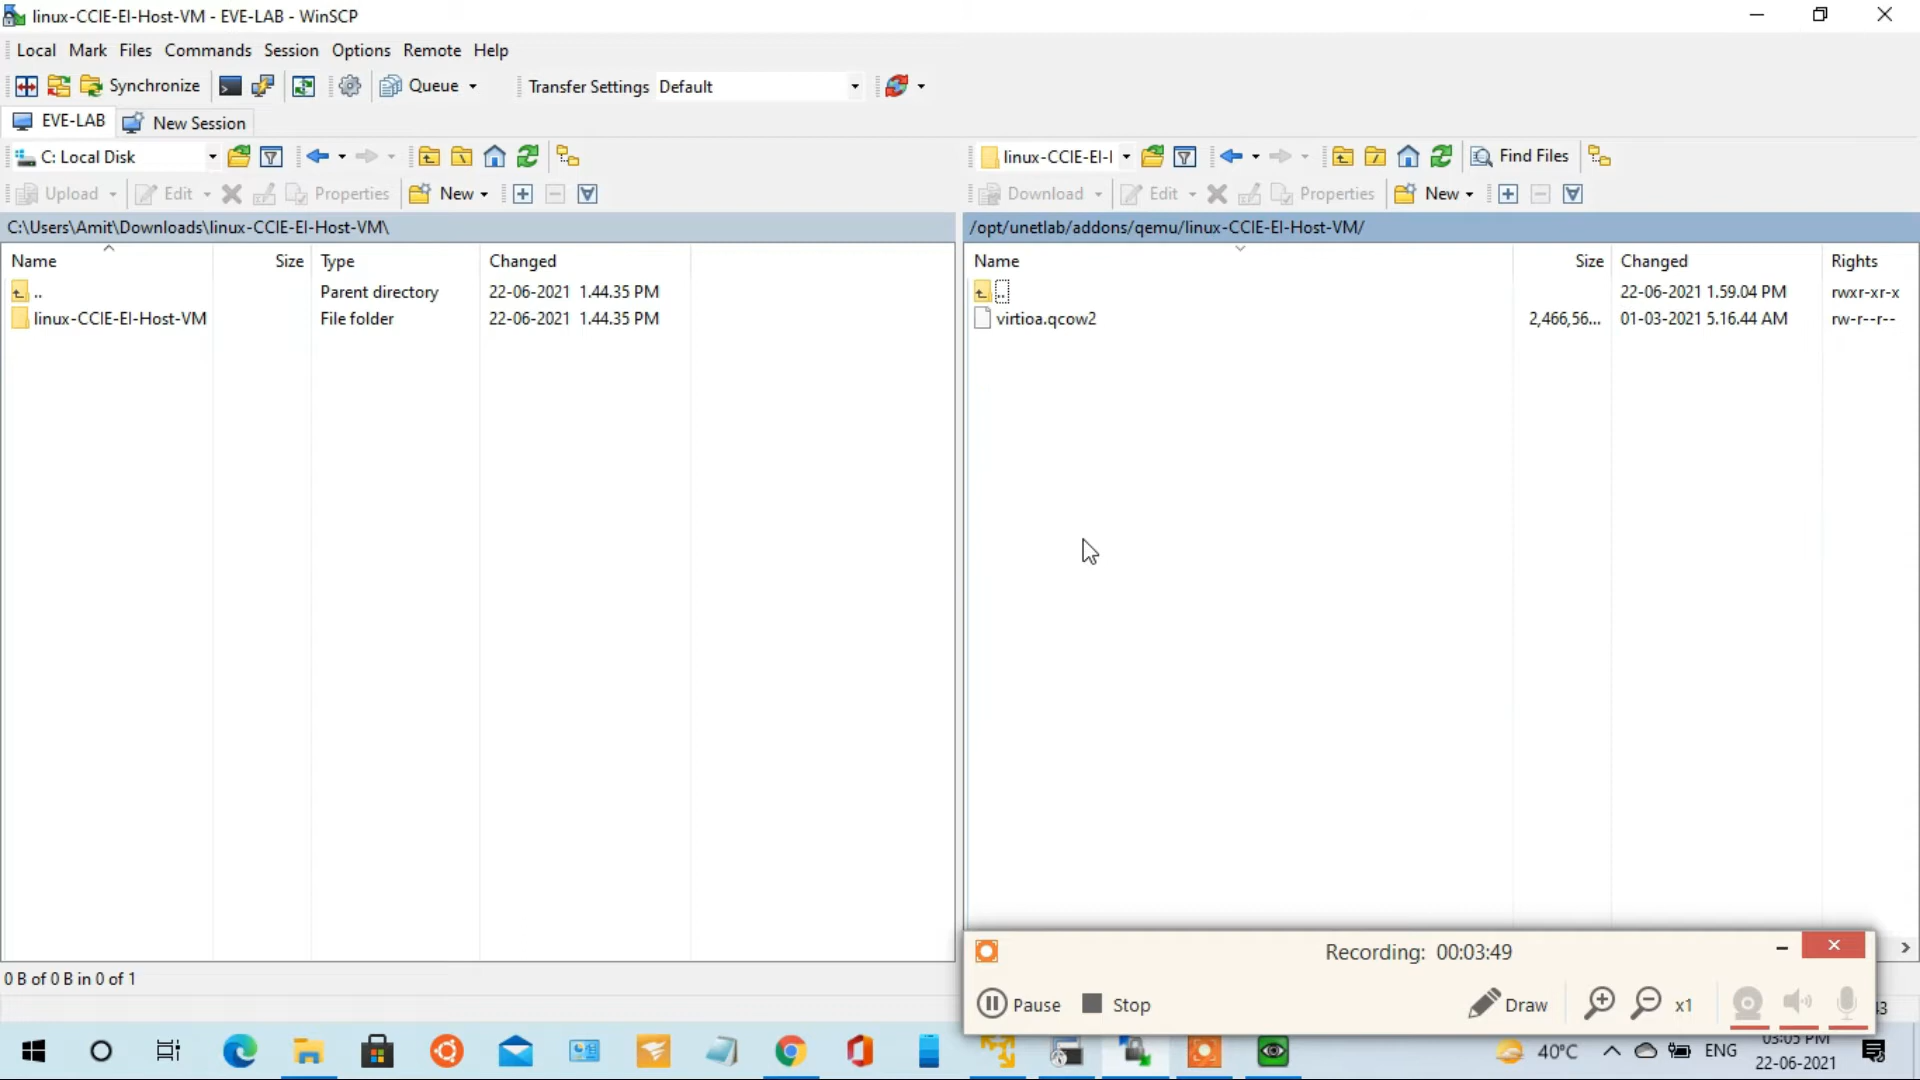 linux-CCIE-EI-Host-VM - EVE-LAB - WinSCP
Local Mark Files Commands Session Options Remote Help
Synchronize Queue Transfer Settings Default
EVE-LAB New Session
C: Local Disk
linux-CCIE-EI-I Find Files
Upload Edit Properties New
Download Edit Properties New
C:\Users\Amit\Downloads\linux-CCIE-EI-Host-VM\
/opt/unetlab/addons/qemu/linux-CCIE-EI-Host-VM/
Name Size Type Changed
.. Parent directory 22-06-2021 1.44.35 PM
linux-CCIE-EI-Host-VM File folder 22-06-2021 1.44.35 PM
Name Size Changed Rights
.. 22-06-2021 1.59.04 PM rwxr-xr-x
virtioa.qcow2 2,466,56... 01-03-2021 5.16.44 AM rw-r--r--
0 B of 0 B in 0 of 1
Recording: 00:03:49
Pause Stop Draw x1
40°C ENG
03:05 PM
22-06-2021